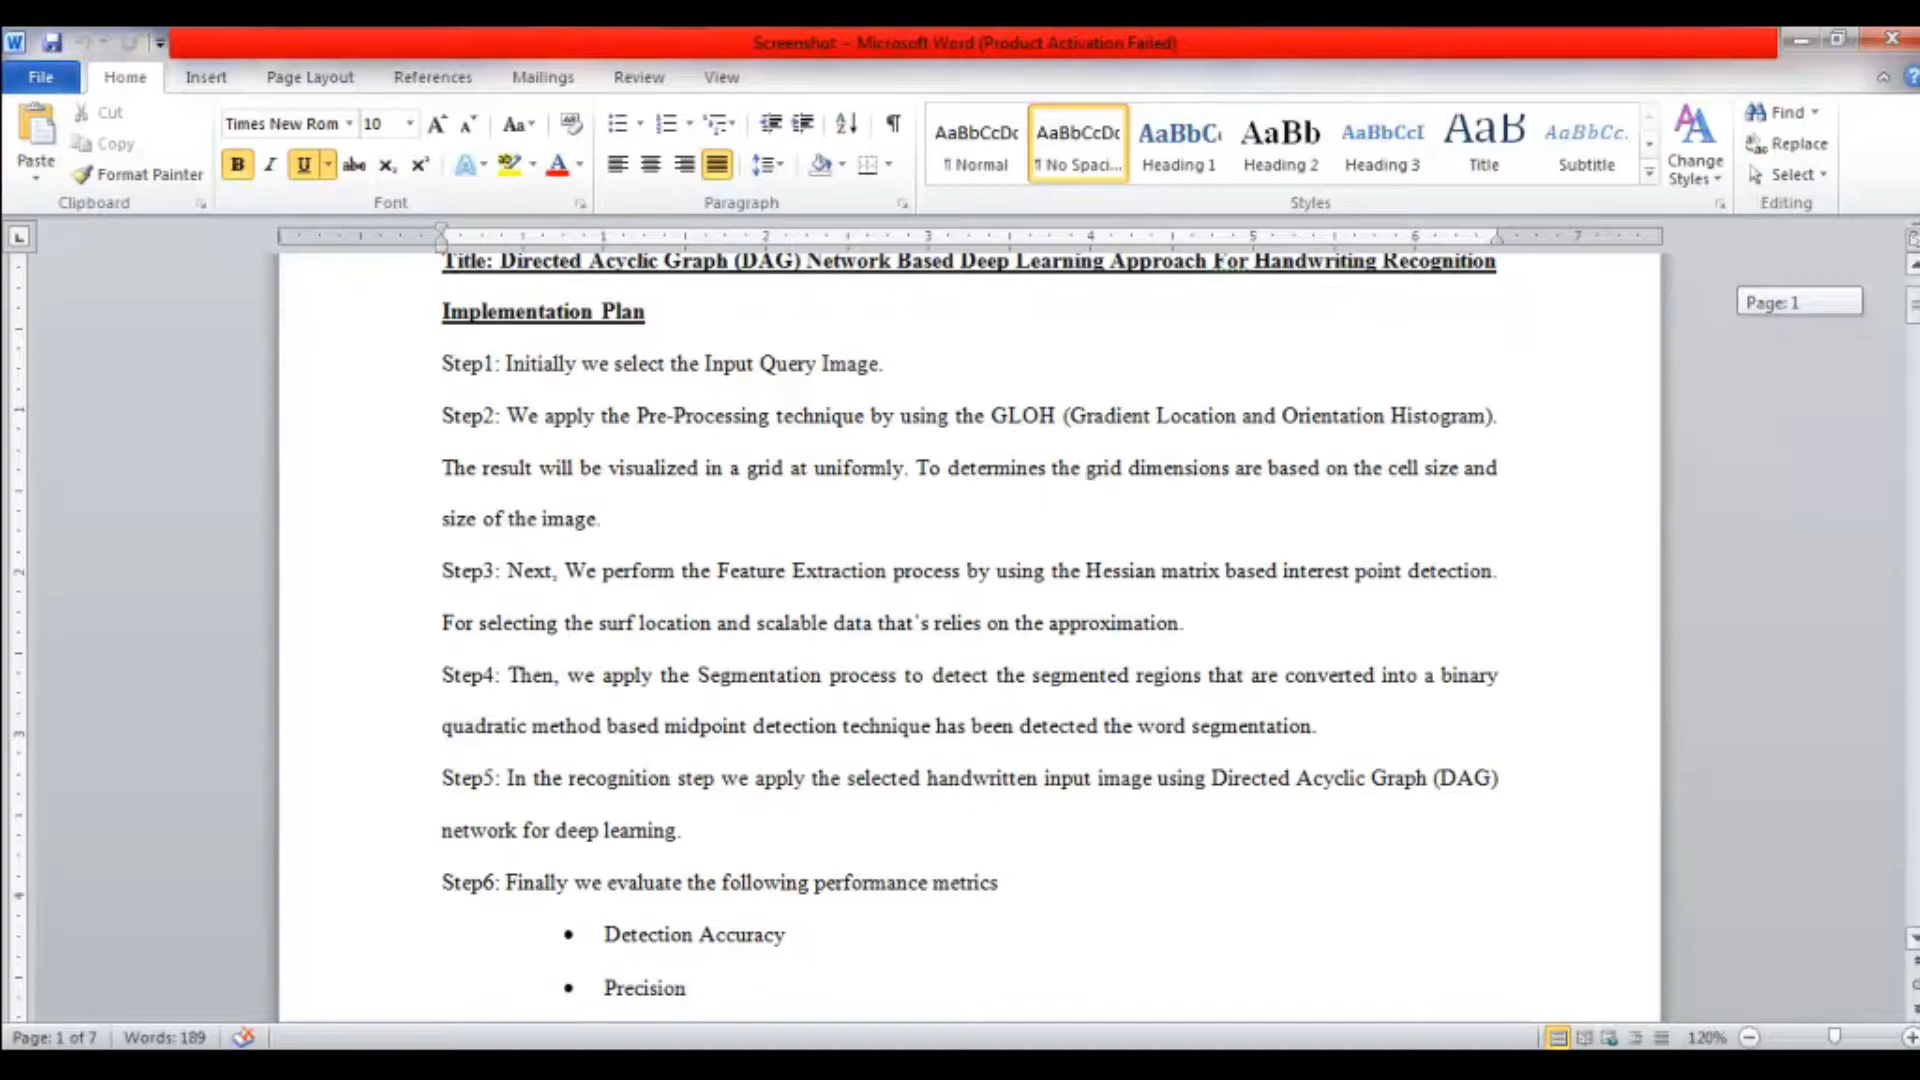 Screenshot - Microsoft Word (Product Activation Failed)
File Home Insert Page Layout References Mailings Review View
Cut
Copy
Paste
Format Painter
Clipboard
Times New Rom 10
Font
Paragraph
AaBbCcDc AaBbCcDc AaBbC AaBb AaBbCcI AaB AaBbCc.
¶ Normal ¶ No Spaci... Heading 1 Heading 2 Heading 3 Title Subtitle
Change
Styles
Styles
Find
Replace
Select
Editing
1 2 3 4 5 6 7
Title: Directed Acyclic Graph (DAG) Network Based Deep Learning Approach For Handwriting Recognition
Page: 1
Implementation Plan
Step1: Initially we select the Input Query Image.
Step2: We apply the Pre-Processing technique by using the GLOH (Gradient Location and Orientation Histogram).
The result will be visualized in a grid at uniformly. To determines the grid dimensions are based on the cell size and
size of the image.
Step3: Next, We perform the Feature Extraction process by using the Hessian matrix based interest point detection.
For selecting the surf location and scalable data that's relies on the approximation.
Step4: Then, we apply the Segmentation process to detect the segmented regions that are converted into a binary
quadratic method based midpoint detection technique has been detected the word segmentation.
Step5: In the recognition step we apply the selected handwritten input image using Directed Acyclic Graph (DAG)
network for deep learning.
Step6: Finally we evaluate the following performance metrics
• Detection Accuracy
• Precision
Page: 1 of 7 Words: 189 120%